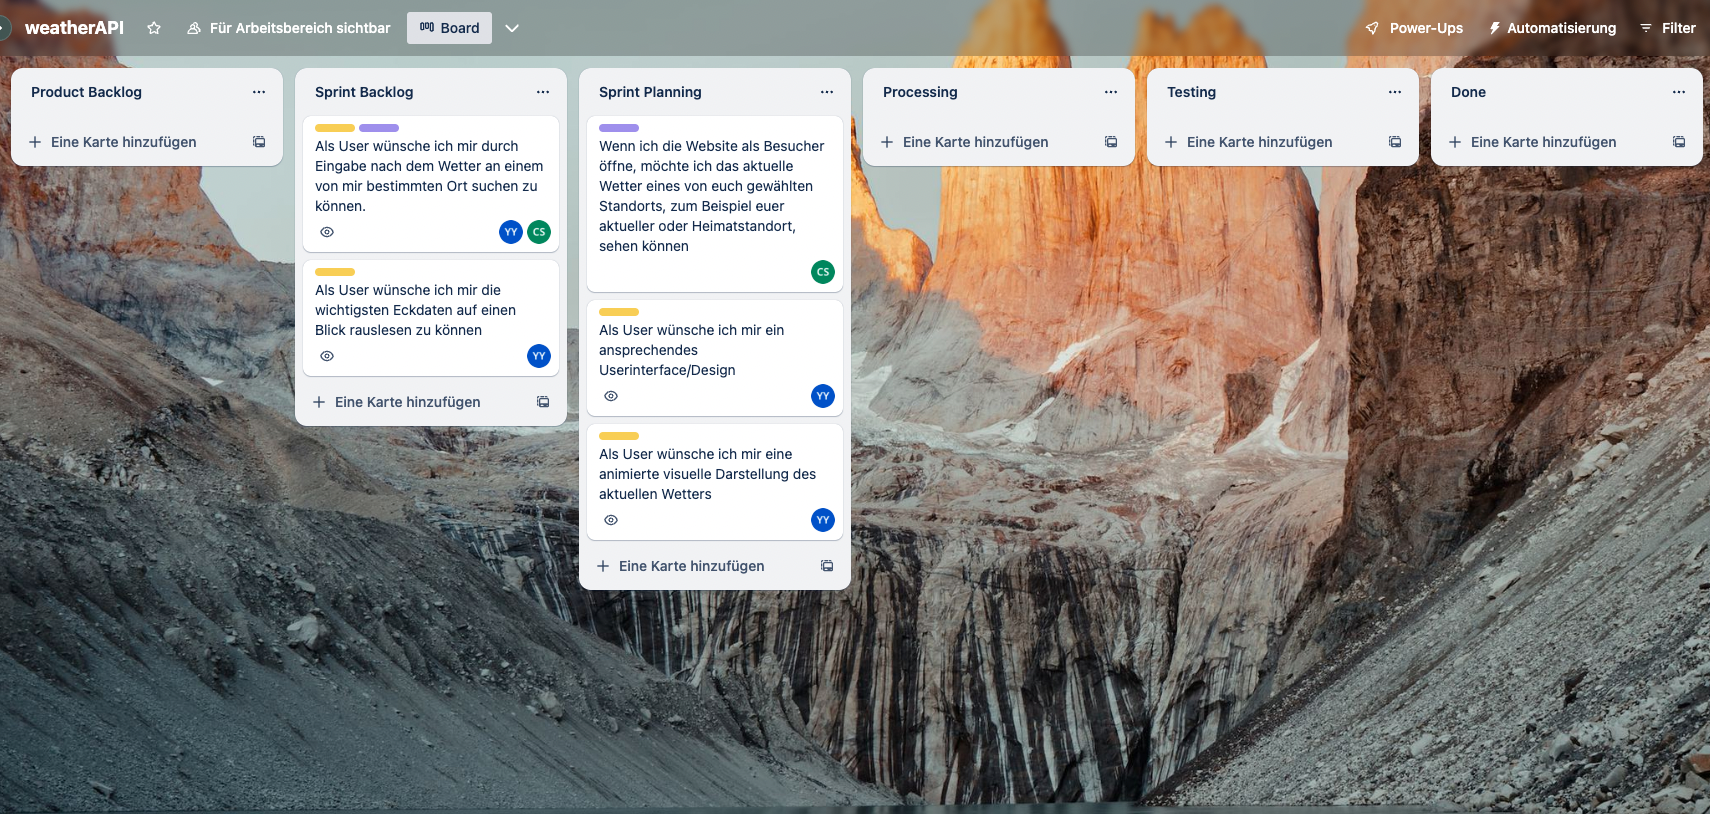 weatherAPI
Für Arbeitsbereich sichtbar
Board
Power-Ups
Automatisierung
Filter
Product Backlog
Eine Karte hinzufügen
Sprint Backlog
Als User wünsche ich mir durch
Eingabe nach dem Wetter an einem
von mir bestimmten Ort suchen zu
können.
YY
CS
Als User wünsche ich mir die
wichtigsten Eckdaten auf einen
Blick rauslesen zu können
YY
Eine Karte hinzufügen
Sprint Planning
Wenn ich die Website als Besucher
öffne, möchte ich das aktuelle
Wetter eines von euch gewählten
Standorts, zum Beispiel euer
aktueller oder Heimatstandort,
sehen können
CS
Als User wünsche ich mir ein
ansprechendes
Userinterface/Design
YY
Als User wünsche ich mir eine
animierte visuelle Darstellung des
aktuellen Wetters
YY
Eine Karte hinzufügen
Processing
Eine Karte hinzufügen
Testing
Eine Karte hinzufügen
Done
Eine Karte hinzufügen